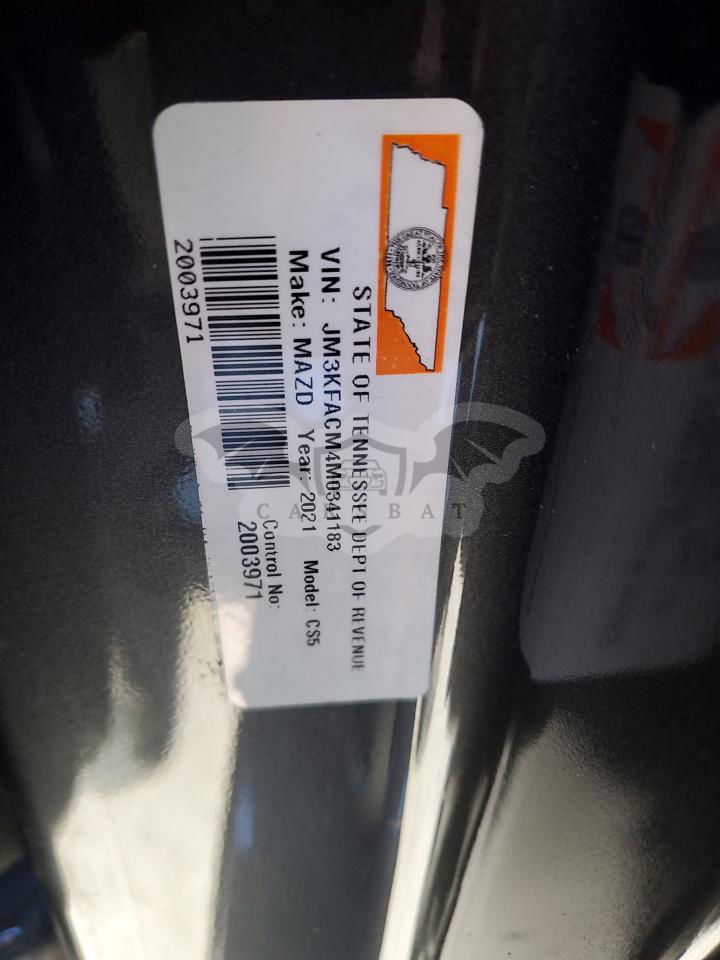 STATE OF TENNESSEE DEPT OF REVENUE
VIN: JM3KFACM4M0341183
Make: MAZD Year: 2021 Model: CS5
Control No:
2003971
2003971